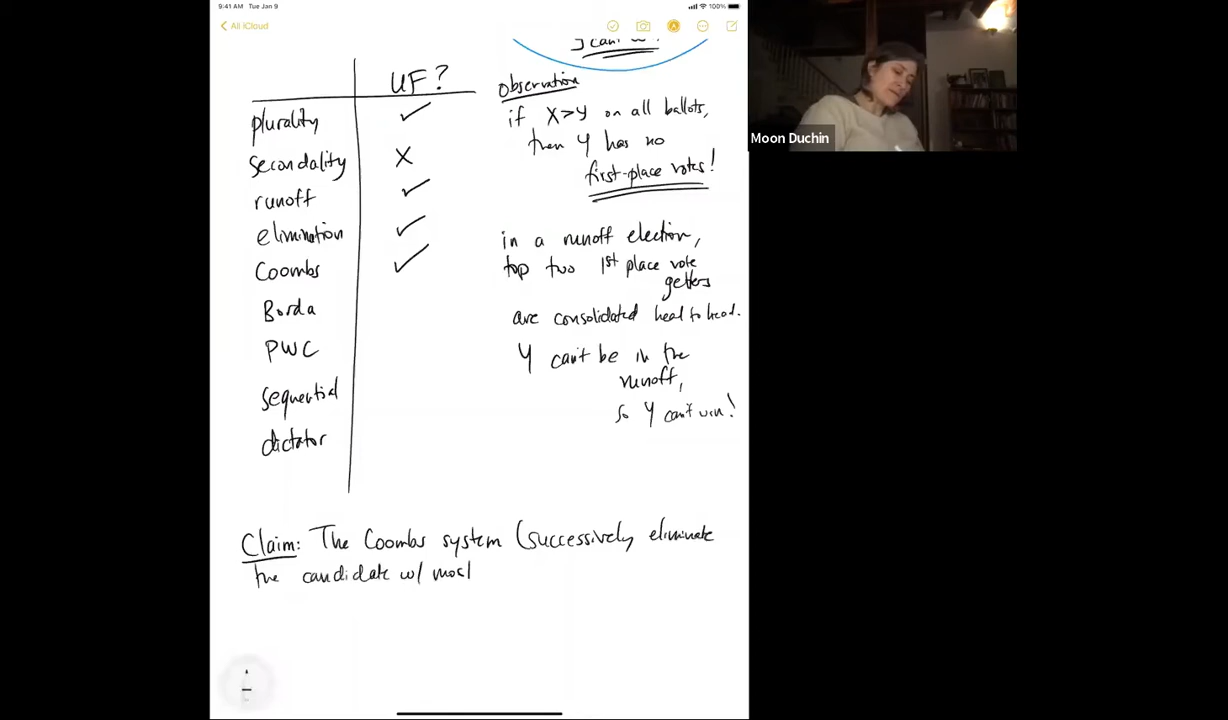 9:41 AM Tue Jan 9
100%
All iCloud
UF?
plurality ✓
secondality X
runoff ✓
elimination ✓
Coombs ✓
Borda
PWC
sequential
dictator
observation
if X>Y on all ballots,
then Y has no
first-place votes!
in a runoff election,
top two 1st place vote
getters
are consolidated head to head.
Y can't be in the
runoff,
so Y can't win!
Claim: The Coombs system (successively eliminate
the candidate w/ most
Moon Duchin